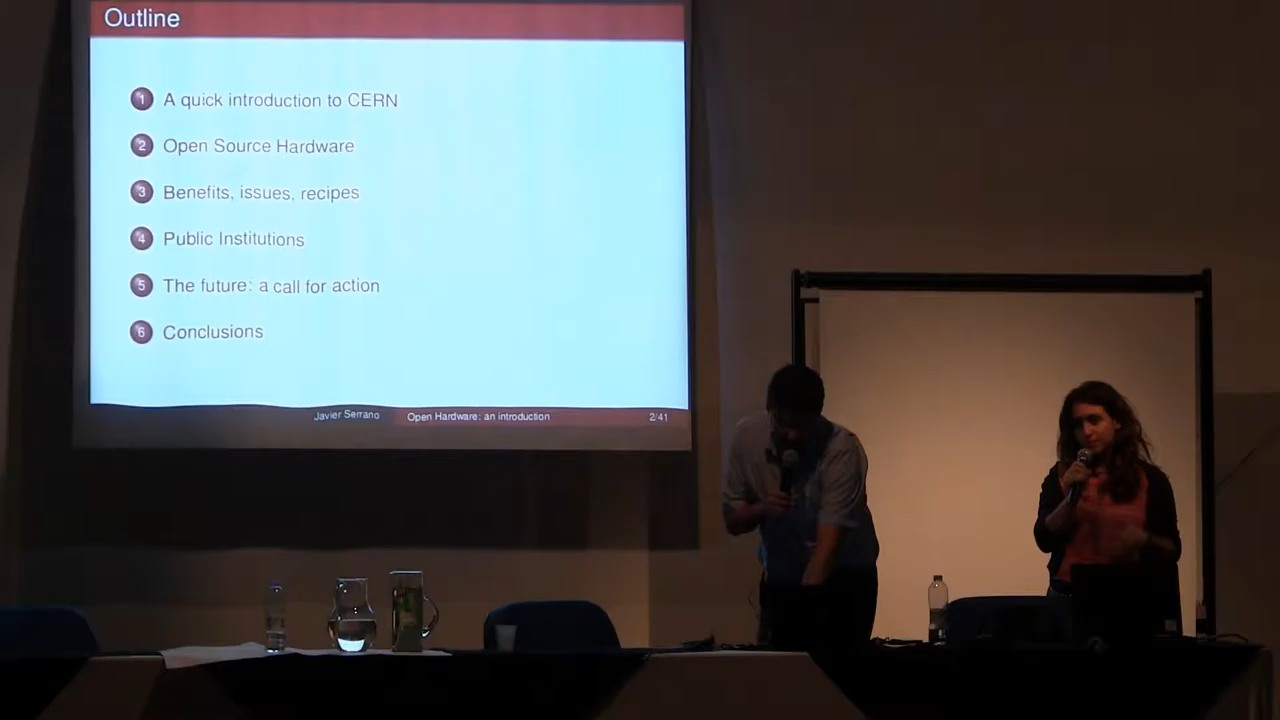 Outline
1 A quick introduction to CERN
2 Open Source Hardware
3 Benefits, issues, recipes
4 Public Institutions
5 The future: a call for action
6 Conclusions
Javier Serrano Open Hardware: an introduction 2/41